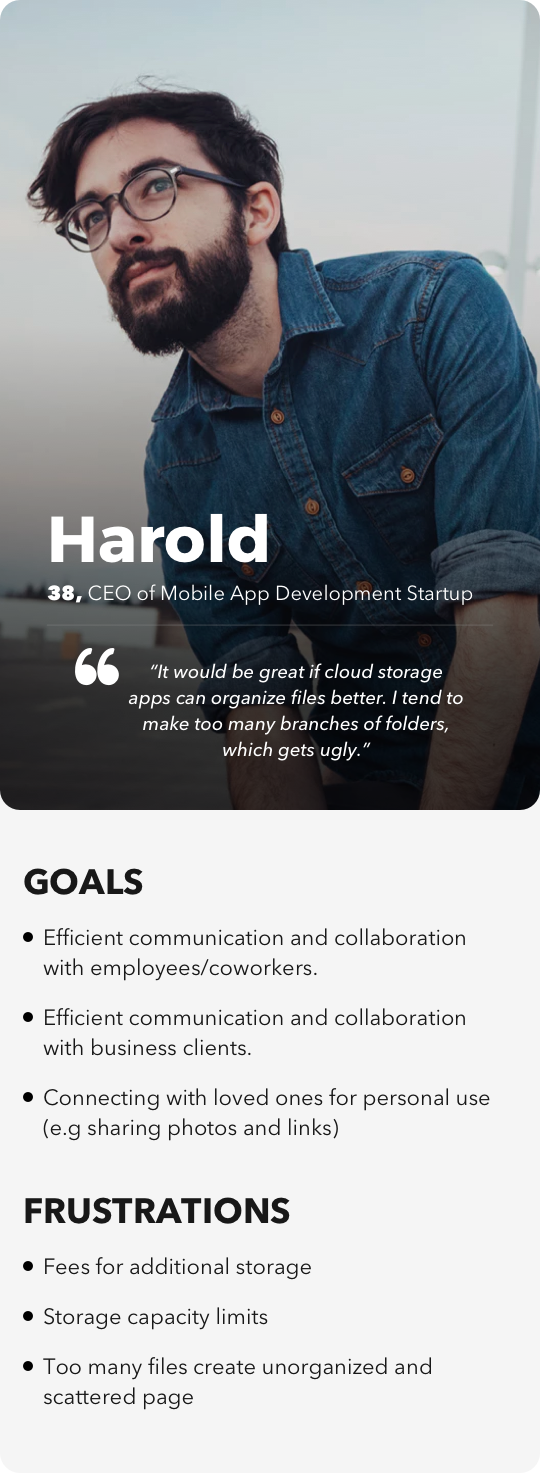 Harold
38, CEO of Mobile App Development Startup
“It would be great if cloud storage
apps can organize files better. I tend to
make too many branches of folders,
which gets ugly.”
GOALS
• Efficient communication and collaboration
with employees/coworkers.
• Efficient communication and collaboration
with business clients.
• Connecting with loved ones for personal use
(e.g sharing photos and links)
FRUSTRATIONS
• Fees for additional storage
• Storage capacity limits
• Too many files create unorganized and
scattered page